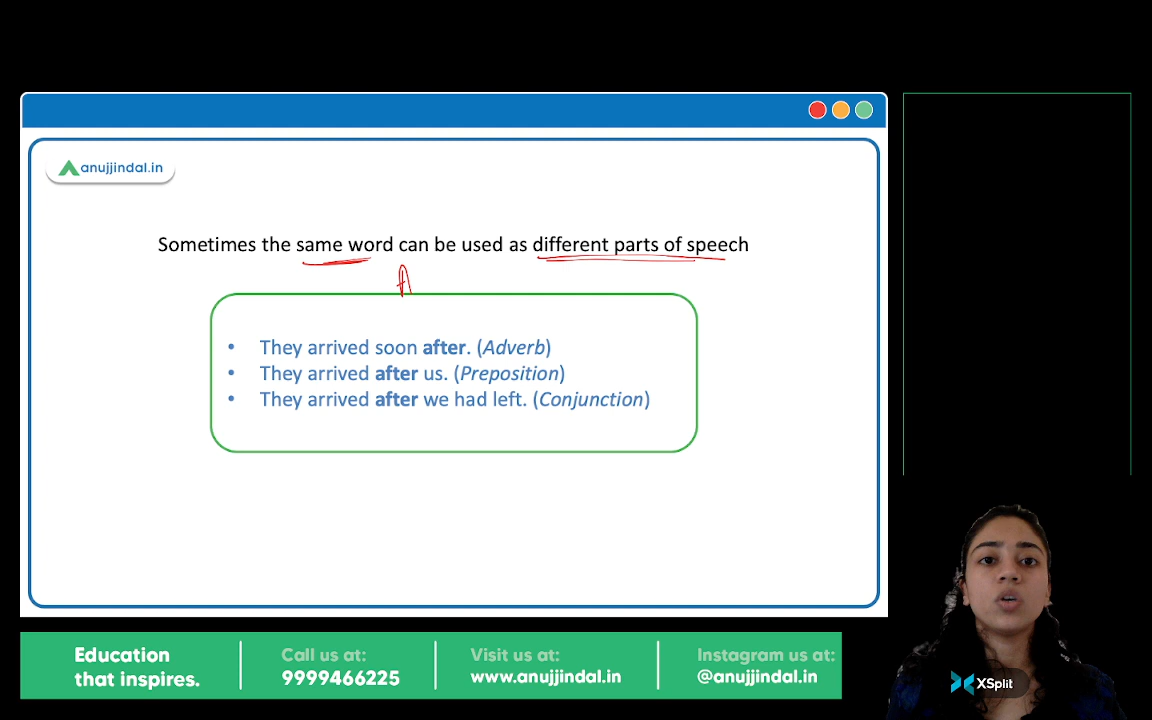 anujjindal.in
Sometimes the same word can be used as different parts of speech
A
• They arrived soon after. (Adverb)
• They arrived after us. (Preposition)
• They arrived after we had left. (Conjunction)
Education
that inspires.
Call us at:
9999466225
Visit us at:
www.anujjindal.in
Instagram us at:
@anujjindal.in
XSplit